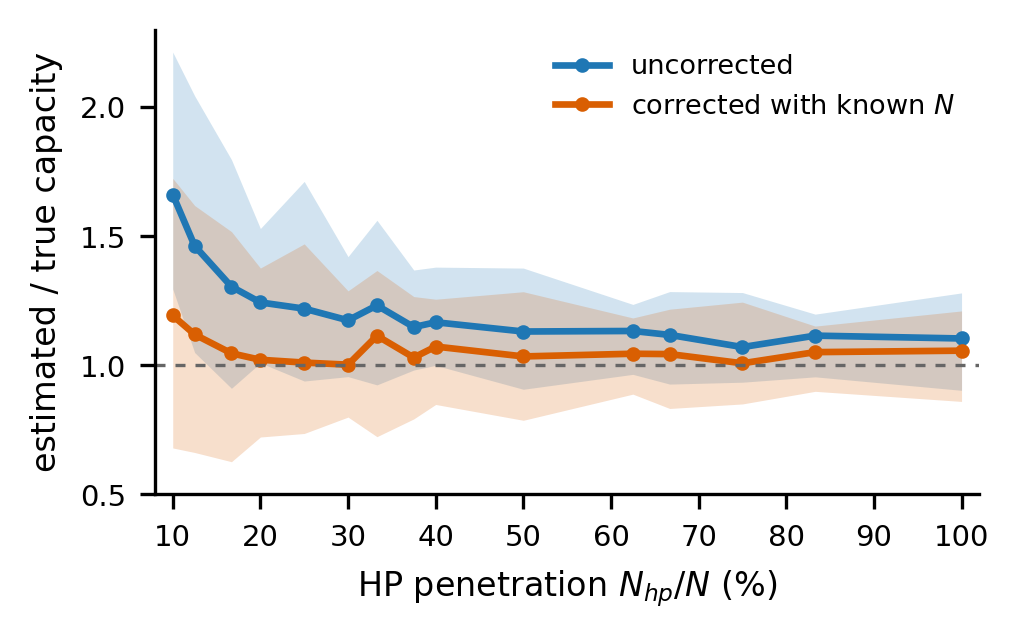 uncorrected
corrected with known N
estimated / true capacity
2.0
1.5
1.0
0.5
10 20 30 40 50 60 70 80 90 100
HP penetration N_hp/N (%)